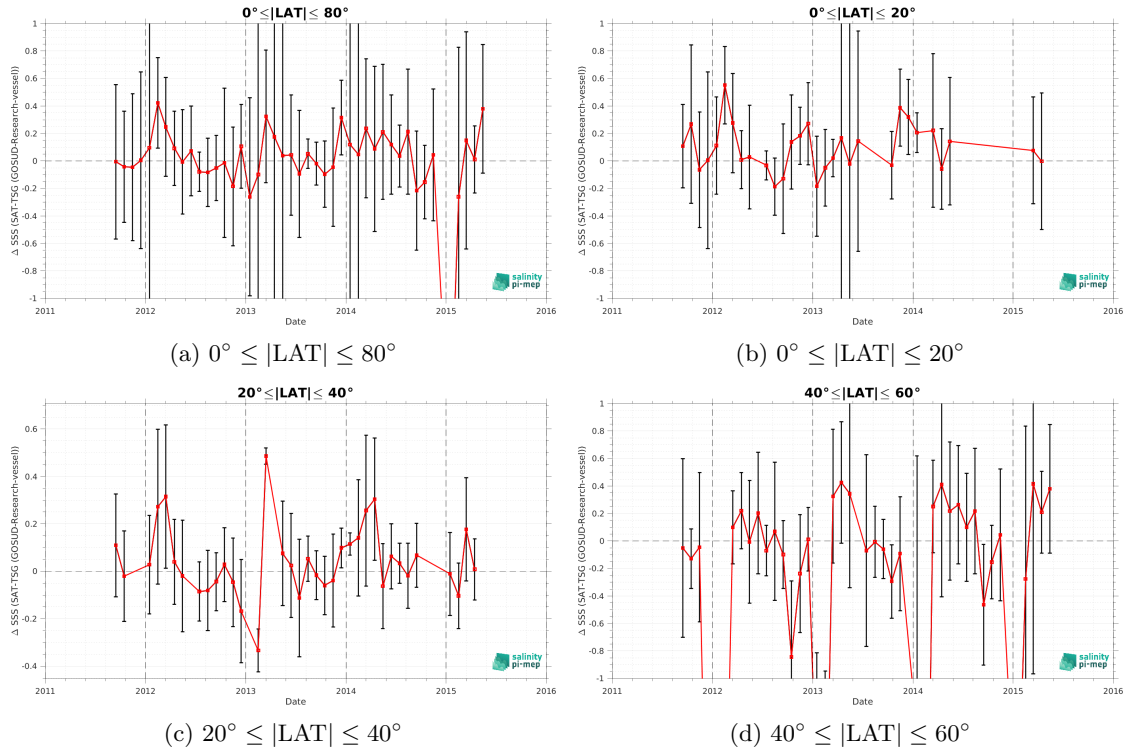 0°≤|LAT|≤ 80°
Δ SSS (SAT-TSG (GOSUD-Research-vessel))
1
0.8
0.6
0.4
0.2
0
-0.2
-0.4
-0.6
-0.8
-1
2011 2012 2013 2014 2015 2016
Date
salinity
pi-mep
(a) 0° ≤ |LAT| ≤ 80°
0°≤|LAT|≤ 20°
Δ SSS (SAT-TSG (GOSUD-Research-vessel))
1
0.8
0.6
0.4
0.2
0
-0.2
-0.4
-0.6
-0.8
-1
2011 2012 2013 2014 2015 2016
Date
salinity
pi-mep
(b) 0° ≤ |LAT| ≤ 20°
20°≤|LAT|≤ 40°
Δ SSS (SAT-TSG (GOSUD-Research-vessel))
0.6
0.4
0.2
0
-0.2
-0.4
2011 2012 2013 2014 2015 2016
Date
salinity
pi-mep
(c) 20° ≤ |LAT| ≤ 40°
40°≤|LAT|≤ 60°
Δ SSS (SAT-TSG (GOSUD-Research-vessel))
1
0.8
0.6
0.4
0.2
0
-0.2
-0.4
-0.6
-0.8
-1
2011 2012 2013 2014 2015 2016
Date
salinity
pi-mep
(d) 40° ≤ |LAT| ≤ 60°